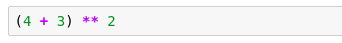 (4 + 3) ** 2